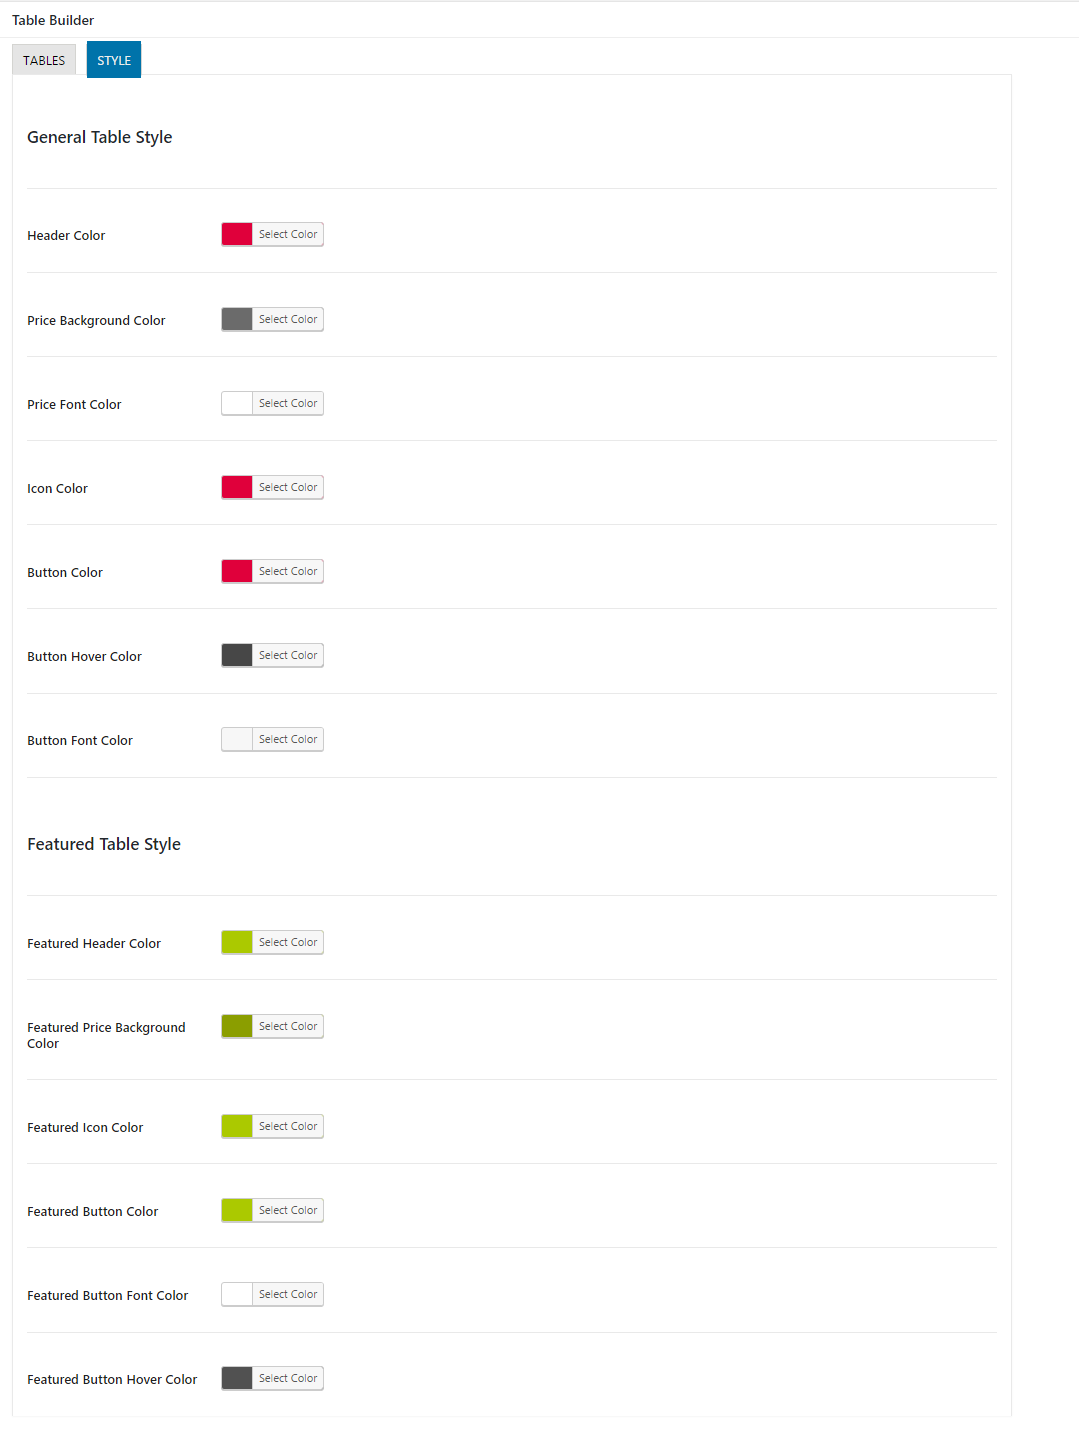 Table Builder
TABLES
STYLE
General Table Style
Header Color
Select Color
Price Background Color
Select Color
Price Font Color
Select Color
Icon Color
Select Color
Button Color
Select Color
Button Hover Color
Select Color
Button Font Color
Select Color
Featured Table Style
Featured Header Color
Select Color
Featured Price Background
Color
Select Color
Featured Icon Color
Select Color
Featured Button Color
Select Color
Featured Button Font Color
Select Color
Featured Button Hover Color
Select Color